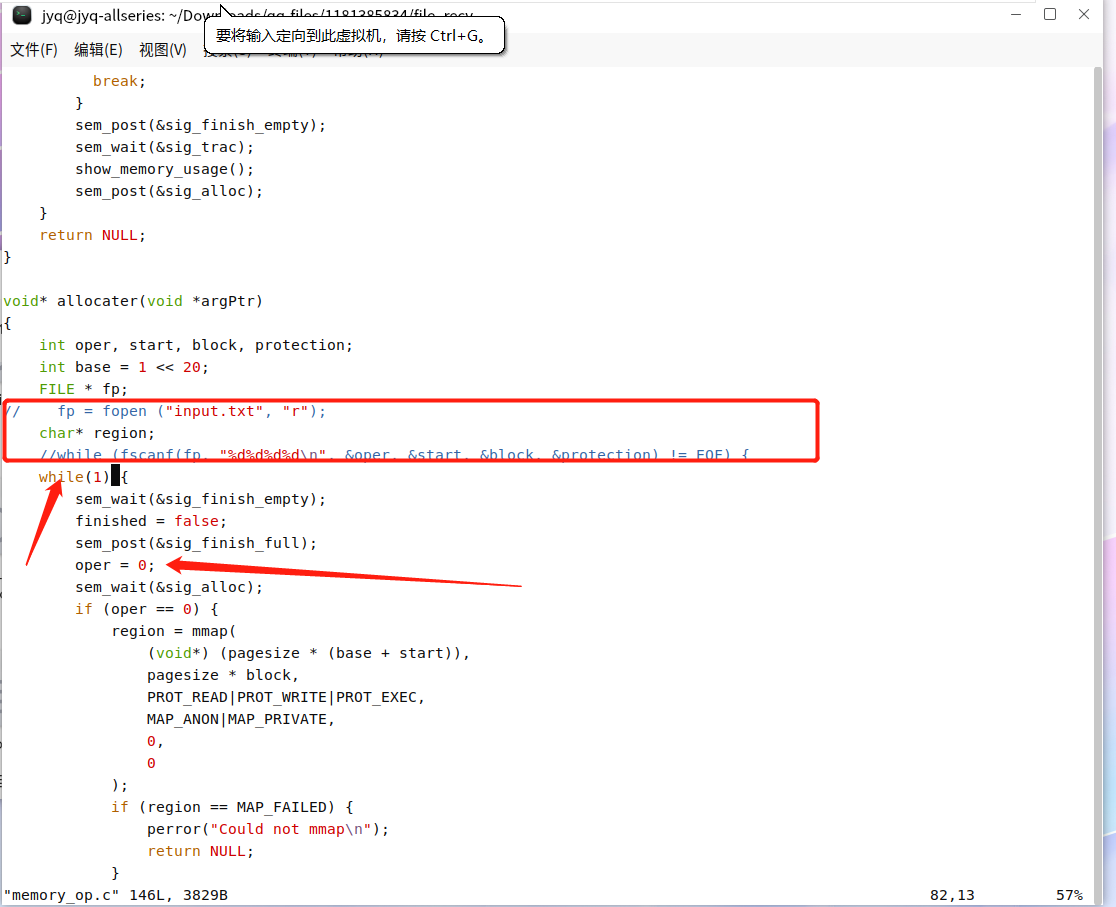 jyq@jyq-allseries: ~/Downloads/qq-files/1181385834/file_recv
要将输入定向到此虚拟机，请按 Ctrl+G。
文件(F) 编辑(E) 视图(V)
break;
}
sem_post(&sig_finish_empty);
sem_wait(&sig_trac);
show_memory_usage();
sem_post(&sig_alloc);
}
return NULL;
}
void* allocater(void *argPtr)
{
int oper, start, block, protection;
int base = 1 << 20;
FILE * fp;
// fp = fopen ("input.txt", "r");
char* region;
//while (fscanf(fp, "%d%d%d%d\n", &oper, &start, &block, &protection) != EOF) {
while(1) {
sem_wait(&sig_finish_empty);
finished = false;
sem_post(&sig_finish_full);
oper = 0;
sem_wait(&sig_alloc);
if (oper == 0) {
region = mmap(
(void*) (pagesize * (base + start)),
pagesize * block,
PROT_READ|PROT_WRITE|PROT_EXEC,
MAP_ANON|MAP_PRIVATE,
0,
0
);
if (region == MAP_FAILED) {
perror("Could not mmap\n");
return NULL;
}
"memory_op.c" 146L, 3829B 82,13 57%